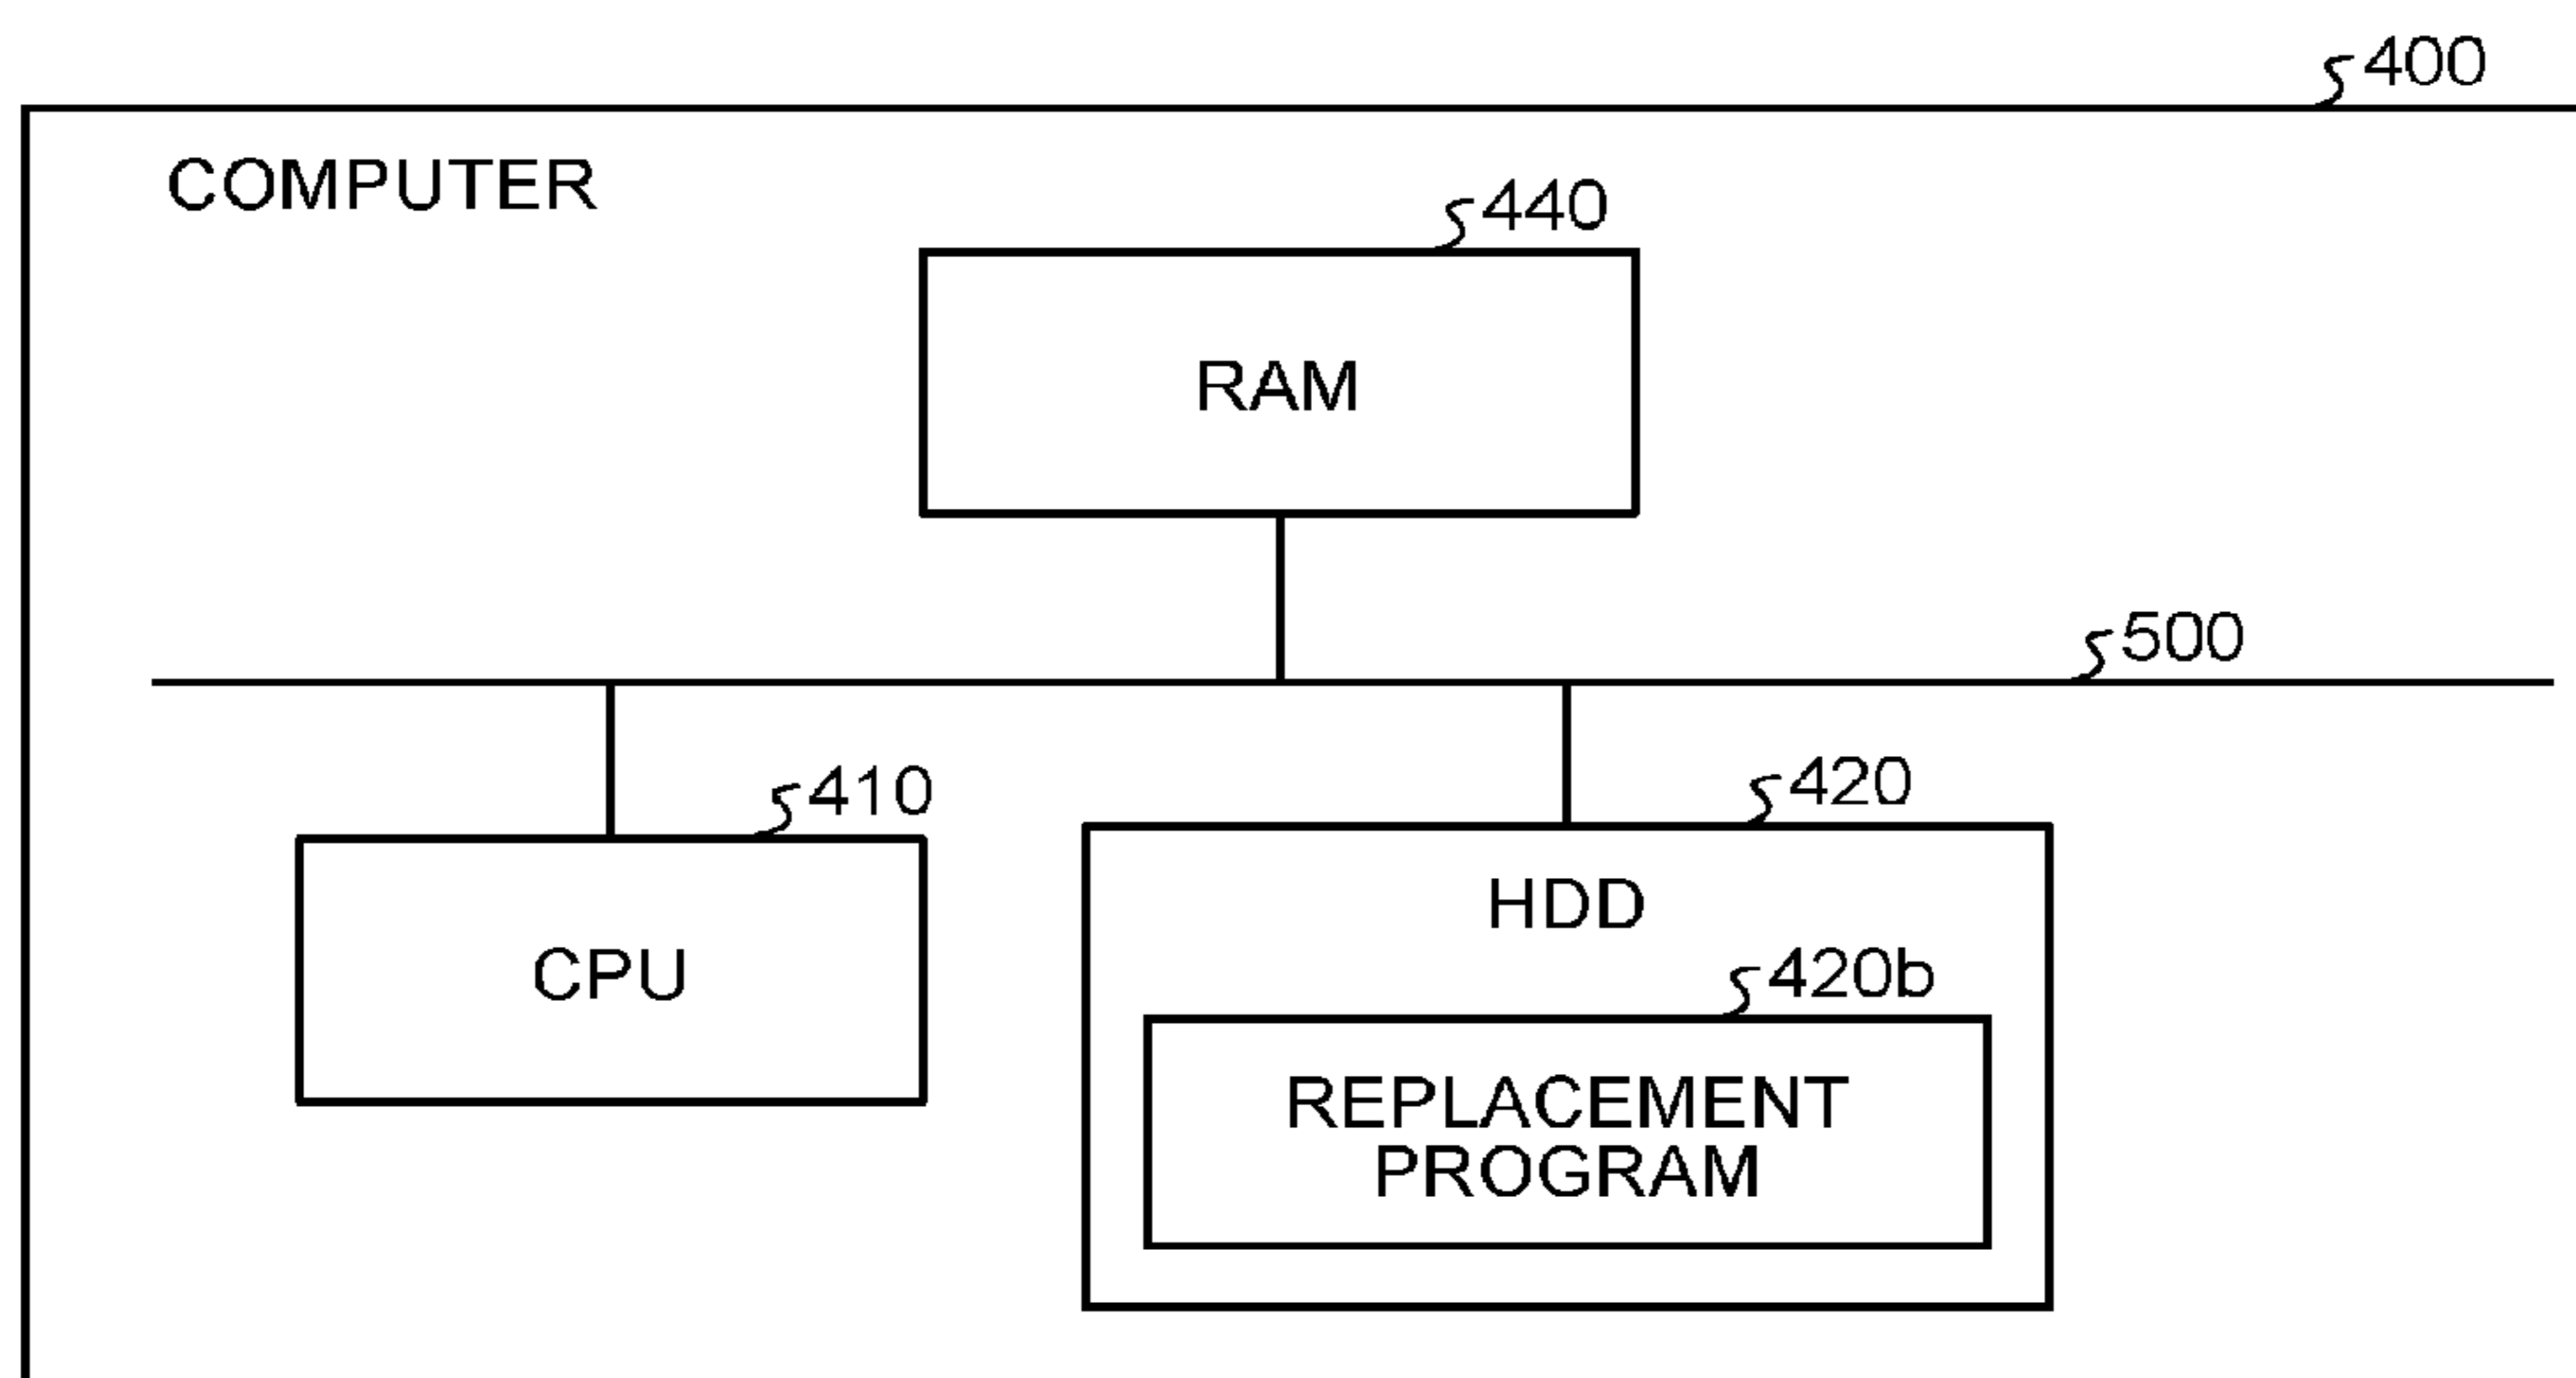 400
COMPUTER
440
RAM
500
410
420
CPU
HDD
420b
REPLACEMENT
PROGRAM